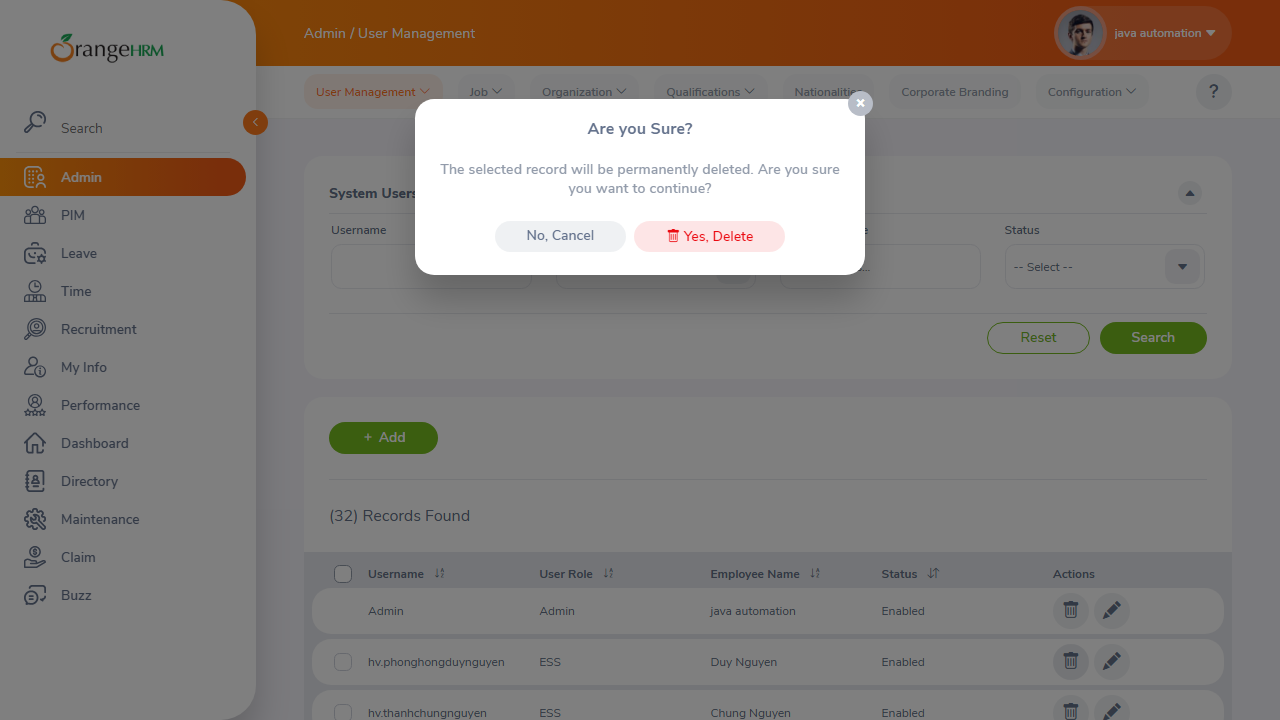 OrangeHRM
Search
Admin
PIM
Leave
Time
Recruitment
My Info
Performance
Dashboard
Directory
Maintenance
Claim
Buzz
Admin / User Management
java automation
User Management
Job
Organization
Qualifications
Nationalities
Corporate Branding
Configuration
?
Are you Sure?
The selected record will be permanently deleted. Are you sure
you want to continue?
No, Cancel
Yes, Delete
System Users
Username
Status
-- Select --
Reset
Search
+ Add
(32) Records Found
Username User Role Employee Name Status Actions
Admin Admin java automation Enabled
hv.phonghongduynguyen ESS Duy Nguyen Enabled
hv.thanhchungnguyen ESS Chung Nguyen Enabled